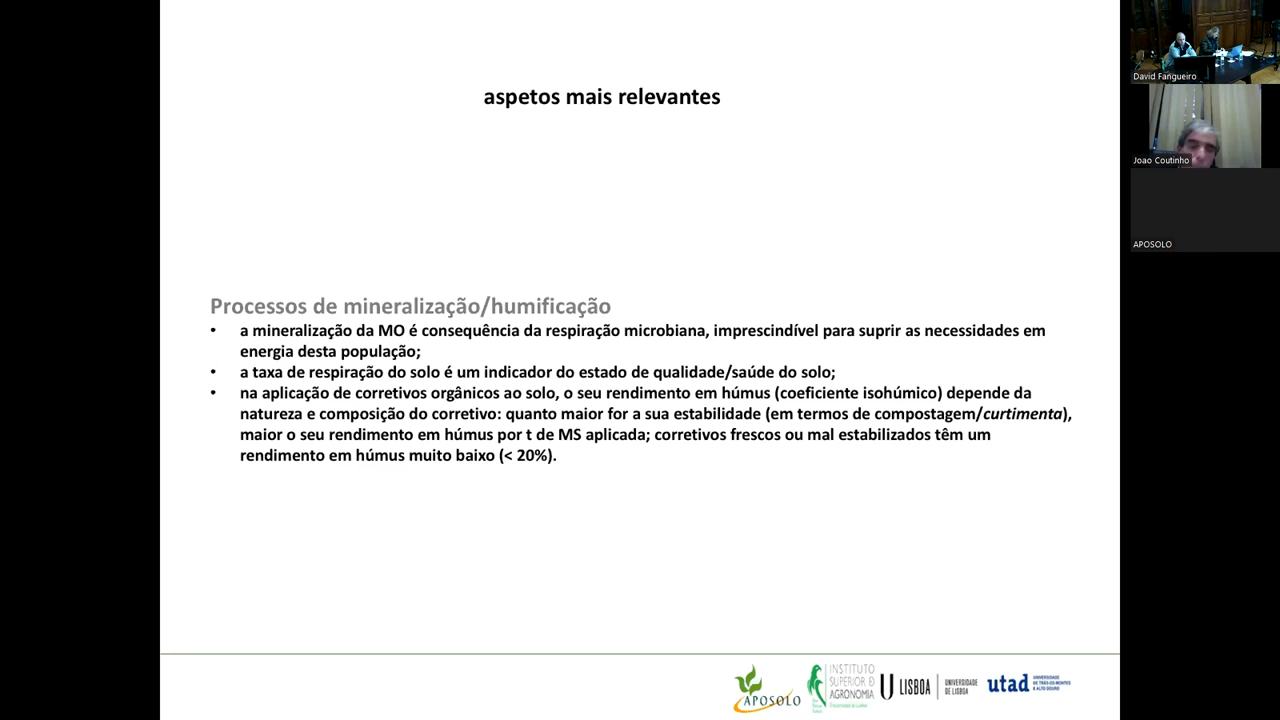 aspetos mais relevantes
Processos de mineralização/humificação
• a mineralização da MO é consequência da respiração microbiana, imprescindível para suprir as necessidades em
energia desta população;
• a taxa de respiração do solo é um indicador do estado de qualidade/saúde do solo;
• na aplicação de corretivos orgânicos ao solo, o seu rendimento em húmus (coeficiente isohúmico) depende da
natureza e composição do corretivo: quanto maior for a sua estabilidade (em termos de compostagem/curtimenta),
maior o seu rendimento em húmus por t de MS aplicada; corretivos frescos ou mal estabilizados têm um
rendimento em húmus muito baixo (< 20%).
David Fangueiro
Joao Coutinho
APOSOLO
APOSOLO
INSTITUTO
SUPERIOR D
AGRONOMIA
LISBOA
UNIVERSIDADE
DE LISBOA
utad
UNIVERSIDADE
DE TRÁS-OS-MONTES
E ALTO DOURO